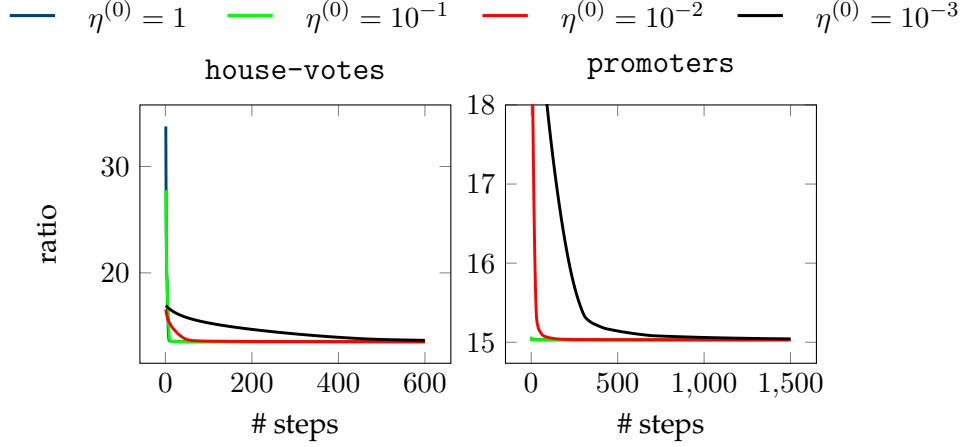 η^(0) = 1 η^(0) = 10^−1 η^(0) = 10^−2 η^(0) = 10^−3
house-votes promoters
ratio
30
20
0 200 400 600
# steps
18
17
16
15
0 500 1,000 1,500
# steps